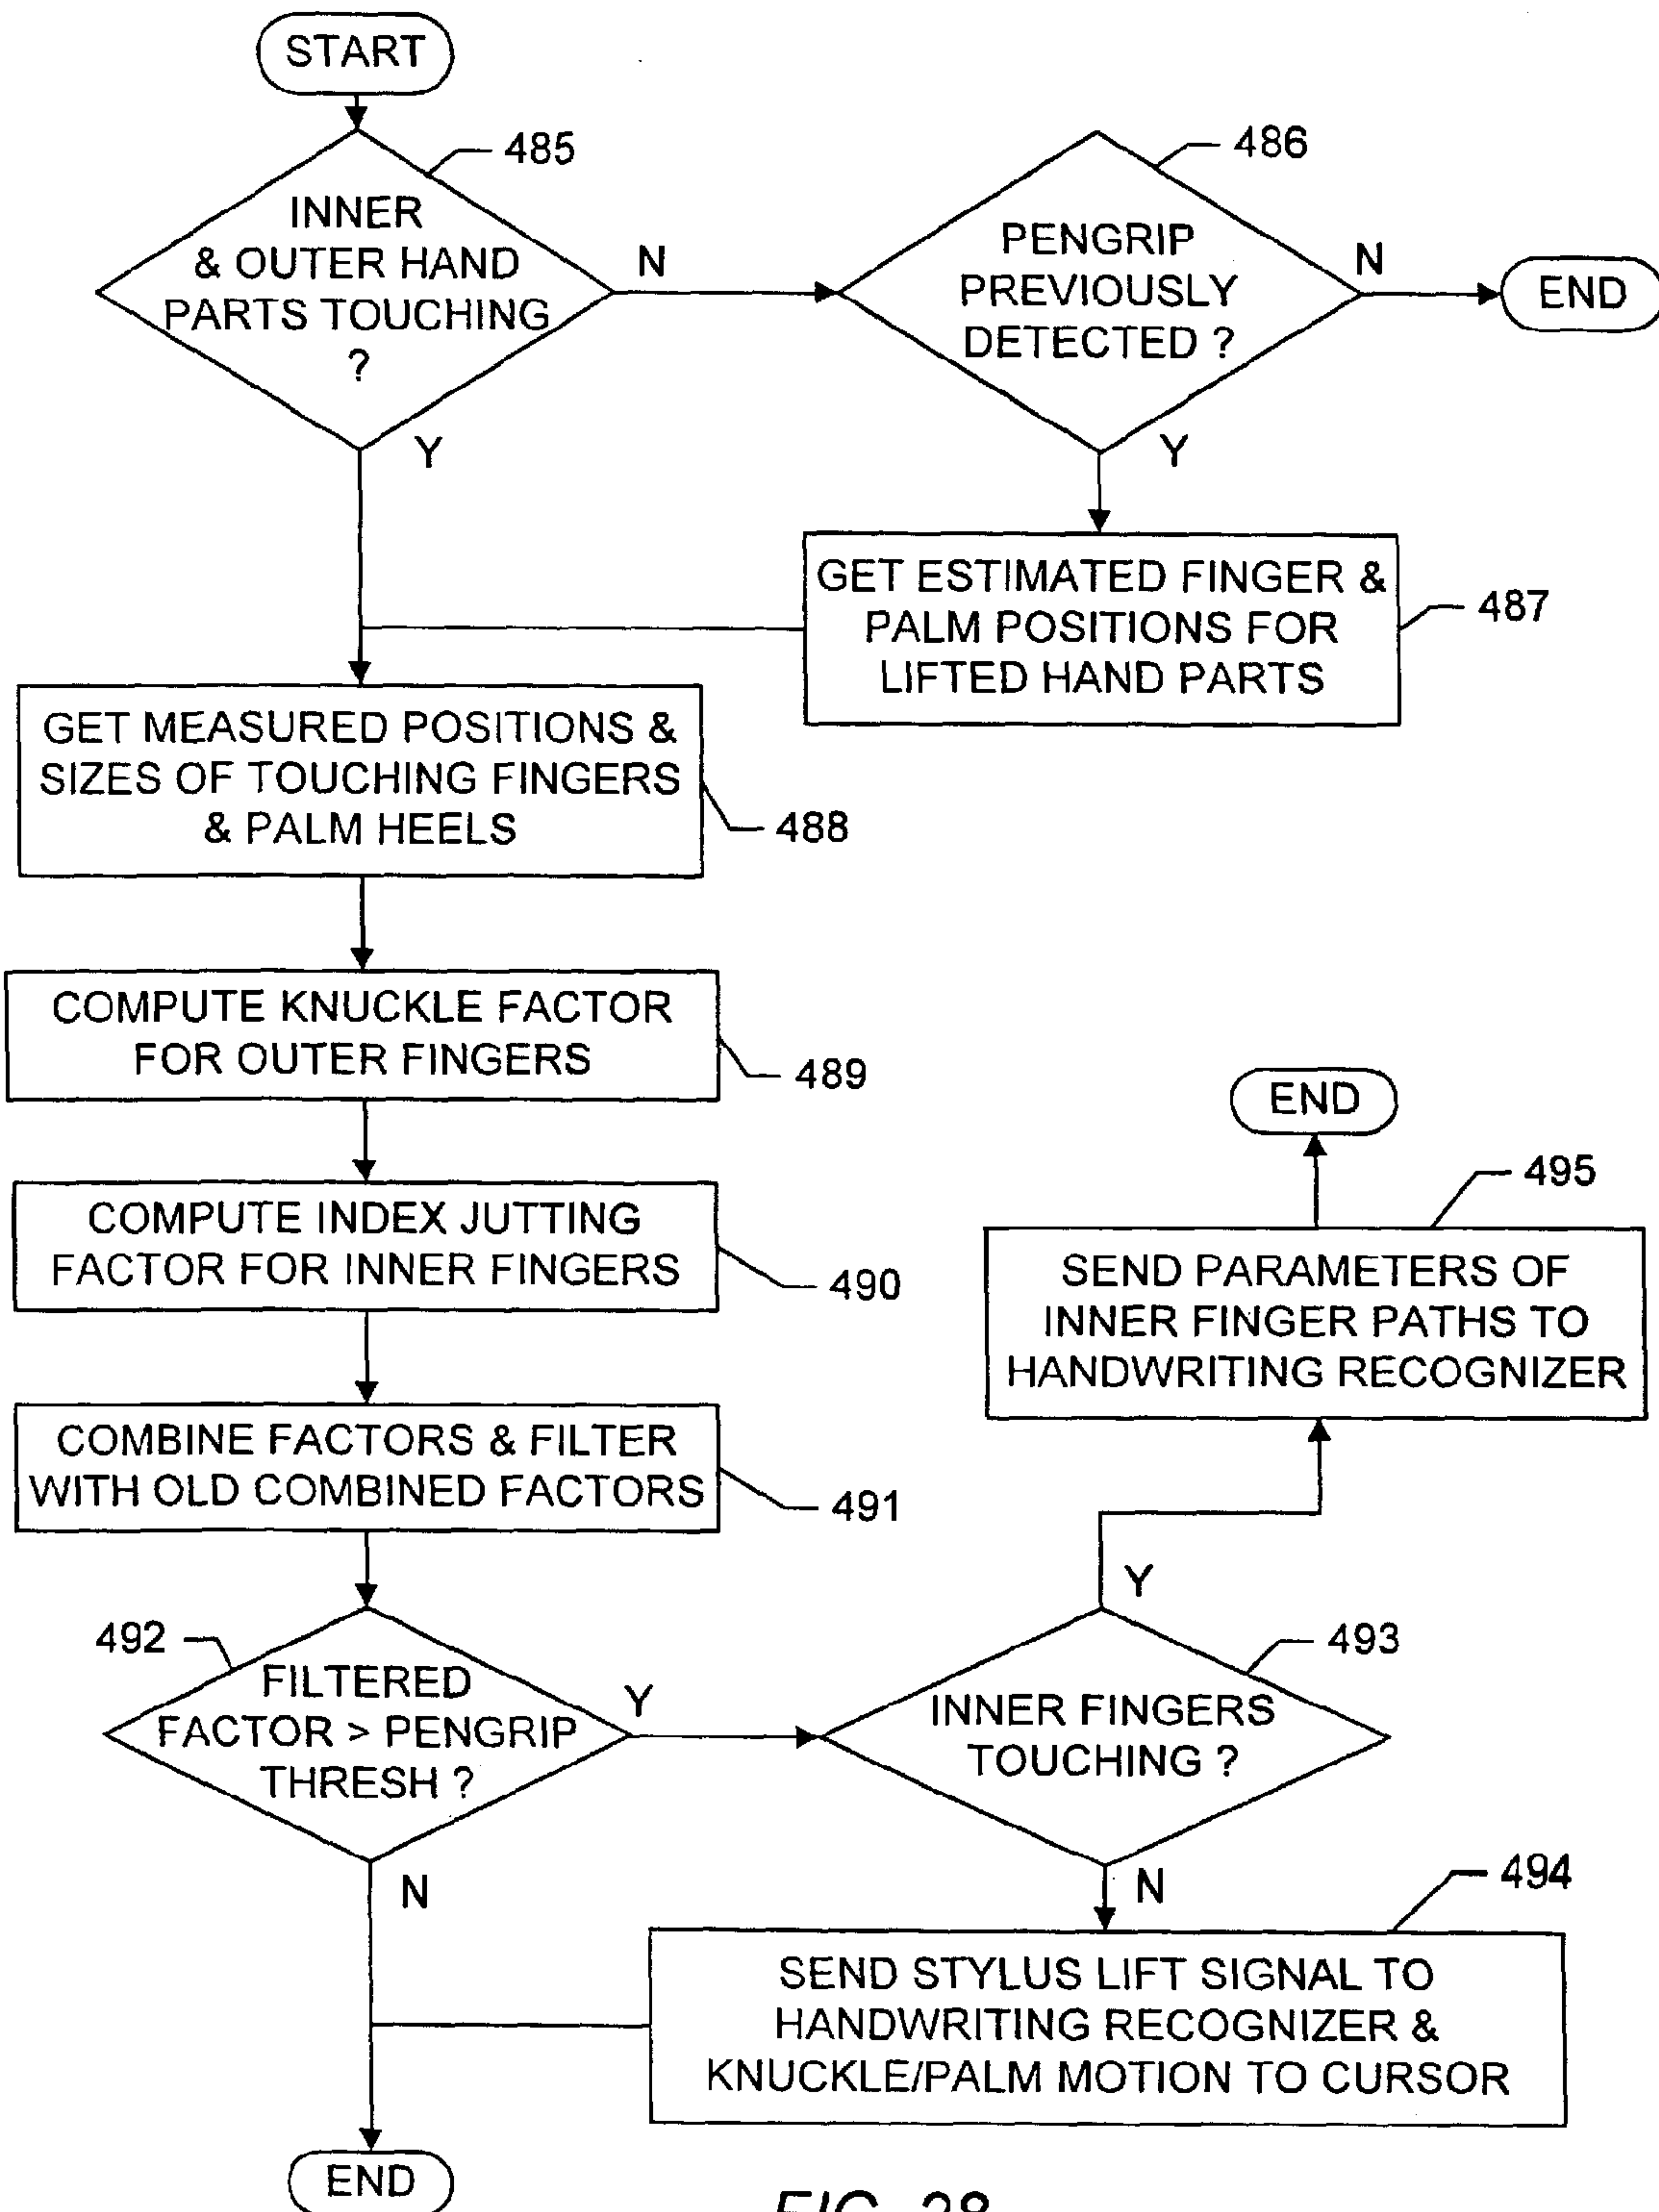 START
485
INNER
& OUTER HAND
PARTS TOUCHING
?
N
Y
486
PENGRIP
PREVIOUSLY
DETECTED ?
N
END
Y
GET ESTIMATED FINGER &
PALM POSITIONS FOR
LIFTED HAND PARTS
487
GET MEASURED POSITIONS &
SIZES OF TOUCHING FINGERS
& PALM HEELS
488
COMPUTE KNUCKLE FACTOR
FOR OUTER FINGERS
489
COMPUTE INDEX JUTTING
FACTOR FOR INNER FINGERS
490
COMBINE FACTORS & FILTER
WITH OLD COMBINED FACTORS
491
492
FILTERED
FACTOR > PENGRIP
THRESH ?
Y
N
END
495
SEND PARAMETERS OF
INNER FINGER PATHS TO
HANDWRITING RECOGNIZER
Y
493
INNER FINGERS
TOUCHING ?
N
494
SEND STYLUS LIFT SIGNAL TO
HANDWRITING RECOGNIZER &
KNUCKLE/PALM MOTION TO CURSOR
END
FIG. 28